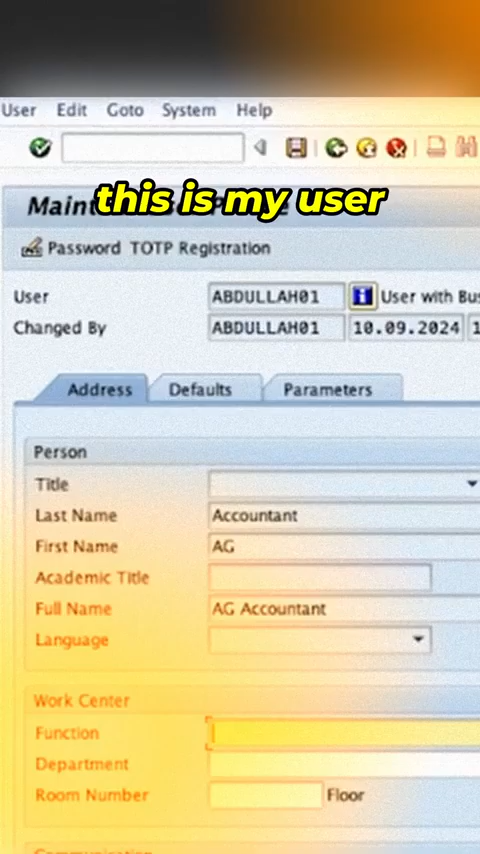 User Edit Goto System Help
this is my user
Password TOTP Registration
User ABDULLAH01 User with
Changed By ABDULLAH01 10.09.2024
Address Defaults Parameters
Person
Title
Last Name Accountant
First Name AG
Academic Title
Full Name AG Accountant
Language
Work Center
Function
Department
Room Number Floor